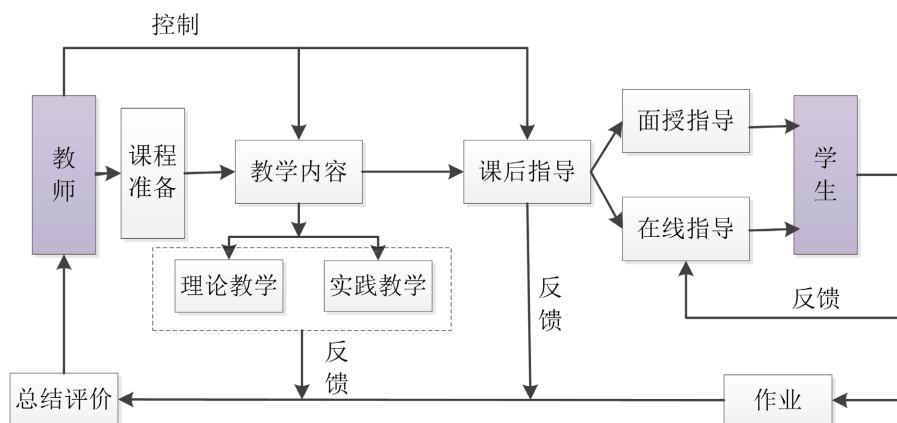 控制
教
师
课程
准备
教学内容
课后指导
面授指导
在线指导
学
生
理论教学
实践教学
反
馈
反
馈
反馈
总结评价
作业